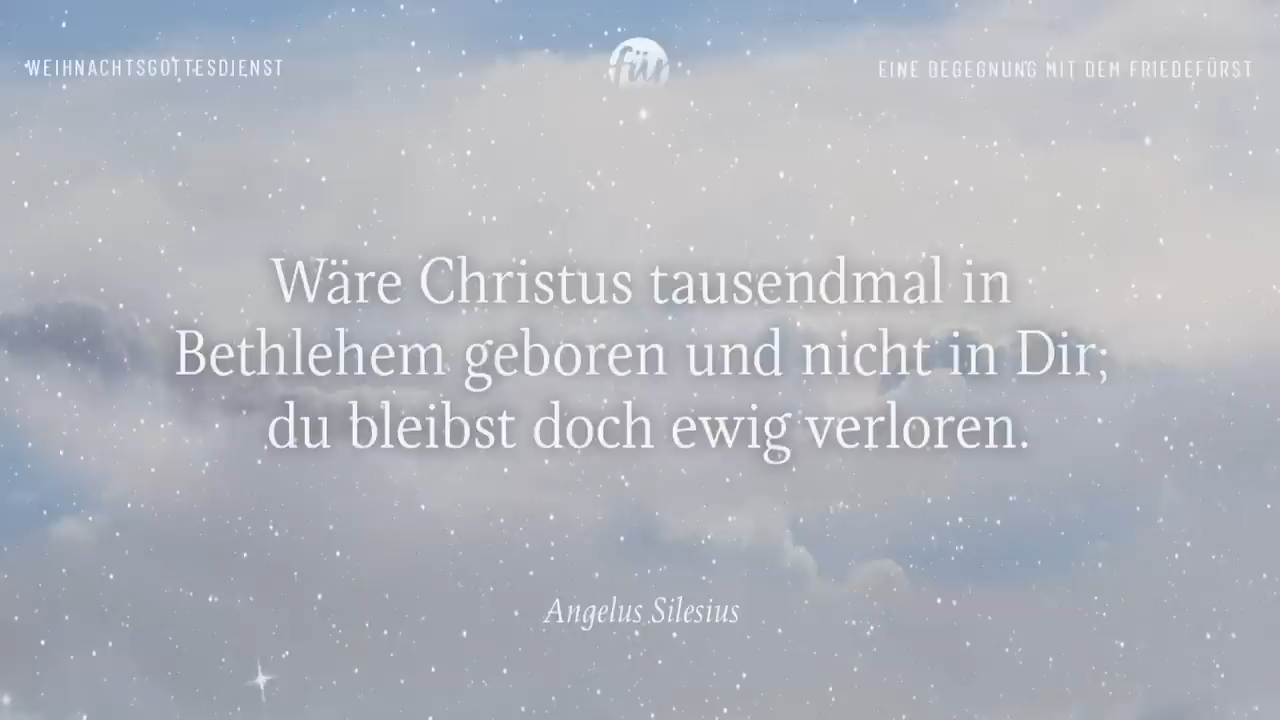 WEIHNACHTSGOTTESDIENST
für
EINE BEGEGNUNG MIT DEM FRIEDEFÜRST
Wäre Christus tausendmal in
Bethlehem geboren und nicht in Dir;
du bleibst doch ewig verloren.
Angelus Silesius